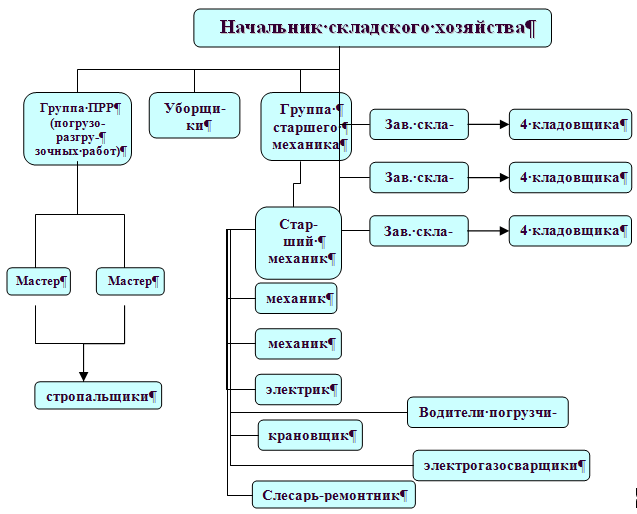 Начальник·складского·хозяйства¶
Группа·ПРР¶
(погрузо-
разгру-¶
зочных·работ)¶
Уборщи-
ки¶
Группа·¶
старшего·¶
механика¶
Зав.·скла-
4·кладовщика¶
Зав.·скла-
4·кладовщика¶
Зав.·скла-
4·кладовщика¶
Стар-
ший·¶
механик¶
Мастер¶
Мастер¶
механик¶
механик¶
стропальщики¶
электрик¶
Водители·погрузчи-
крановщик¶
электрогазосварщики¶
Слесарь-ремонтник¶